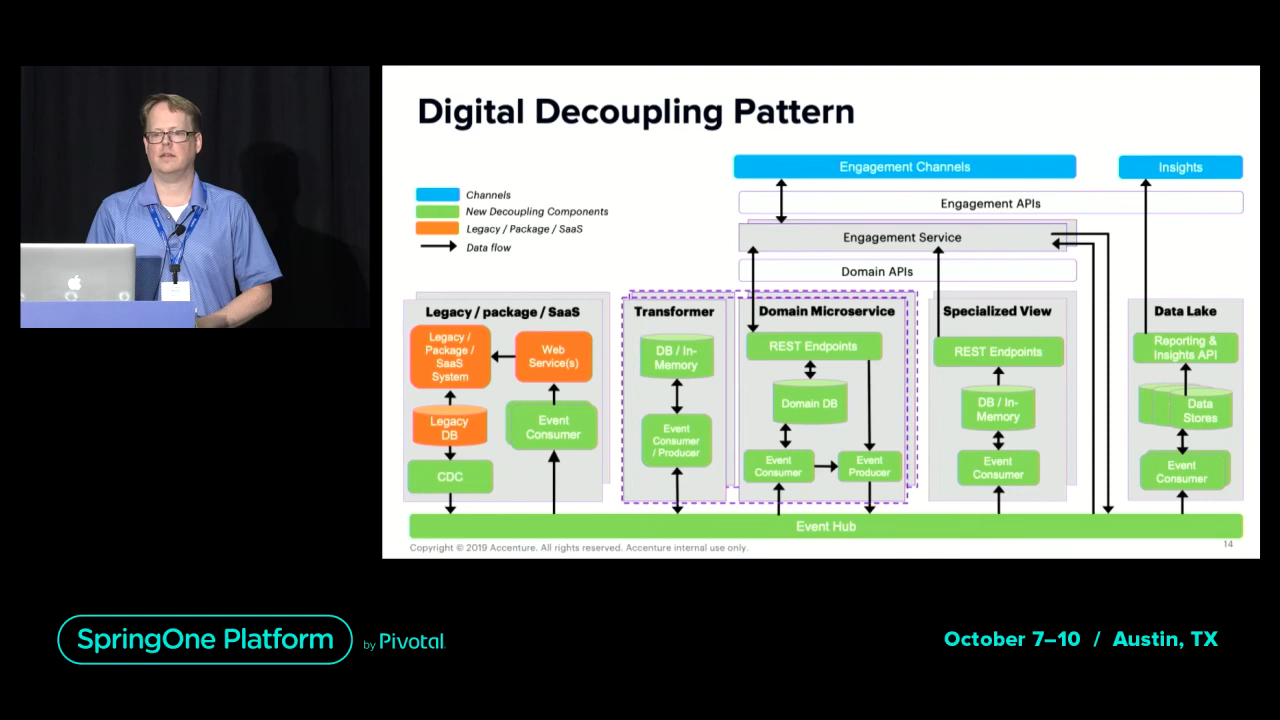 Digital Decoupling Pattern
Engagement Channels
Insights
Channels
New Decoupling Components
Legacy / Package / SaaS
Data flow
Engagement APIs
Engagement Service
Domain APIs
Legacy / package / SaaS
Legacy /
Package /
SaaS
System
Web
Service(s)
Legacy
DB
Event
Consumer
CDC
Transformer
DB / In-
Memory
Event
Consumer
/ Producer
Domain Microservice
REST Endpoints
Domain DB
Event
Consumer
Event
Producer
Specialized View
REST Endpoints
DB / In-
Memory
Event
Consumer
Data Lake
Reporting &
Insights API
Data
Stores
Event
Consumer
Event Hub
Copyright © 2019 Accenture. All rights reserved. Accenture internal use only.
14
SpringOne Platform
by Pivotal
October 7–10 / Austin, TX